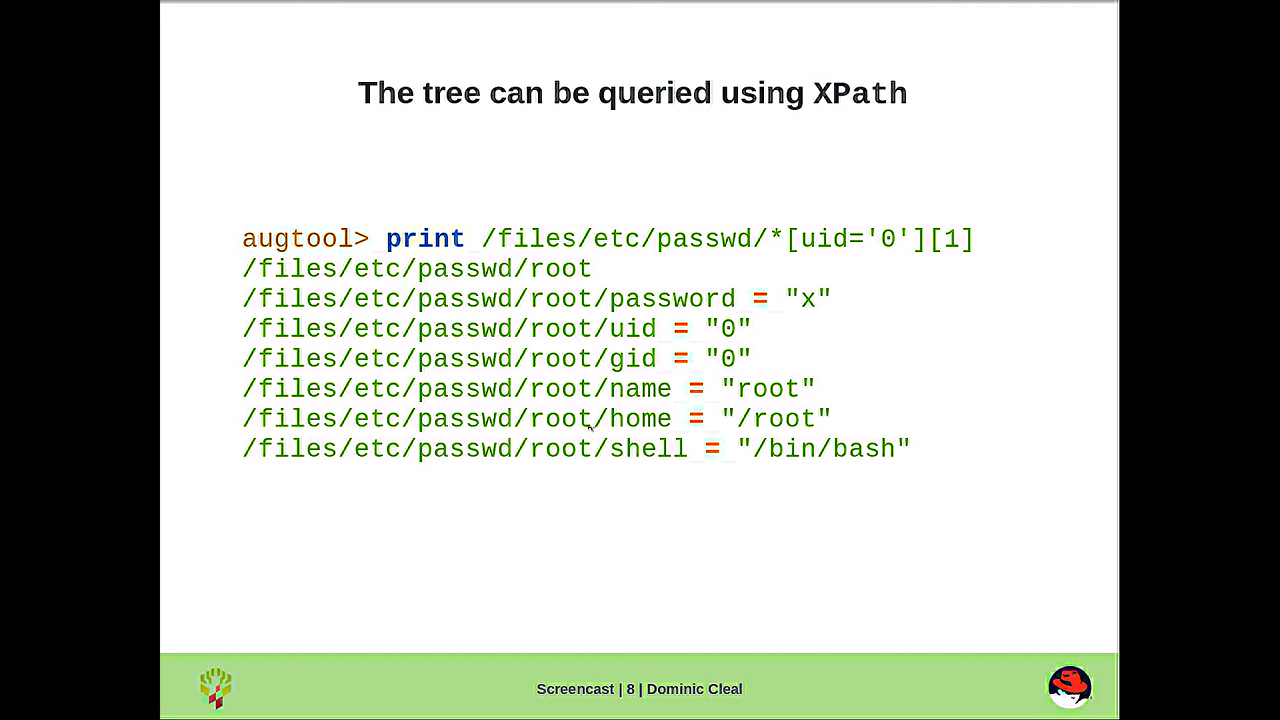 The tree can be queried using XPath
augtool> print /files/etc/passwd/*[uid='0'][1]
/files/etc/passwd/root
/files/etc/passwd/root/password = "x"
/files/etc/passwd/root/uid = "0"
/files/etc/passwd/root/gid = "0"
/files/etc/passwd/root/name = "root"
/files/etc/passwd/root/home = "/root"
/files/etc/passwd/root/shell = "/bin/bash"
Screencast | 8 | Dominic Cleal